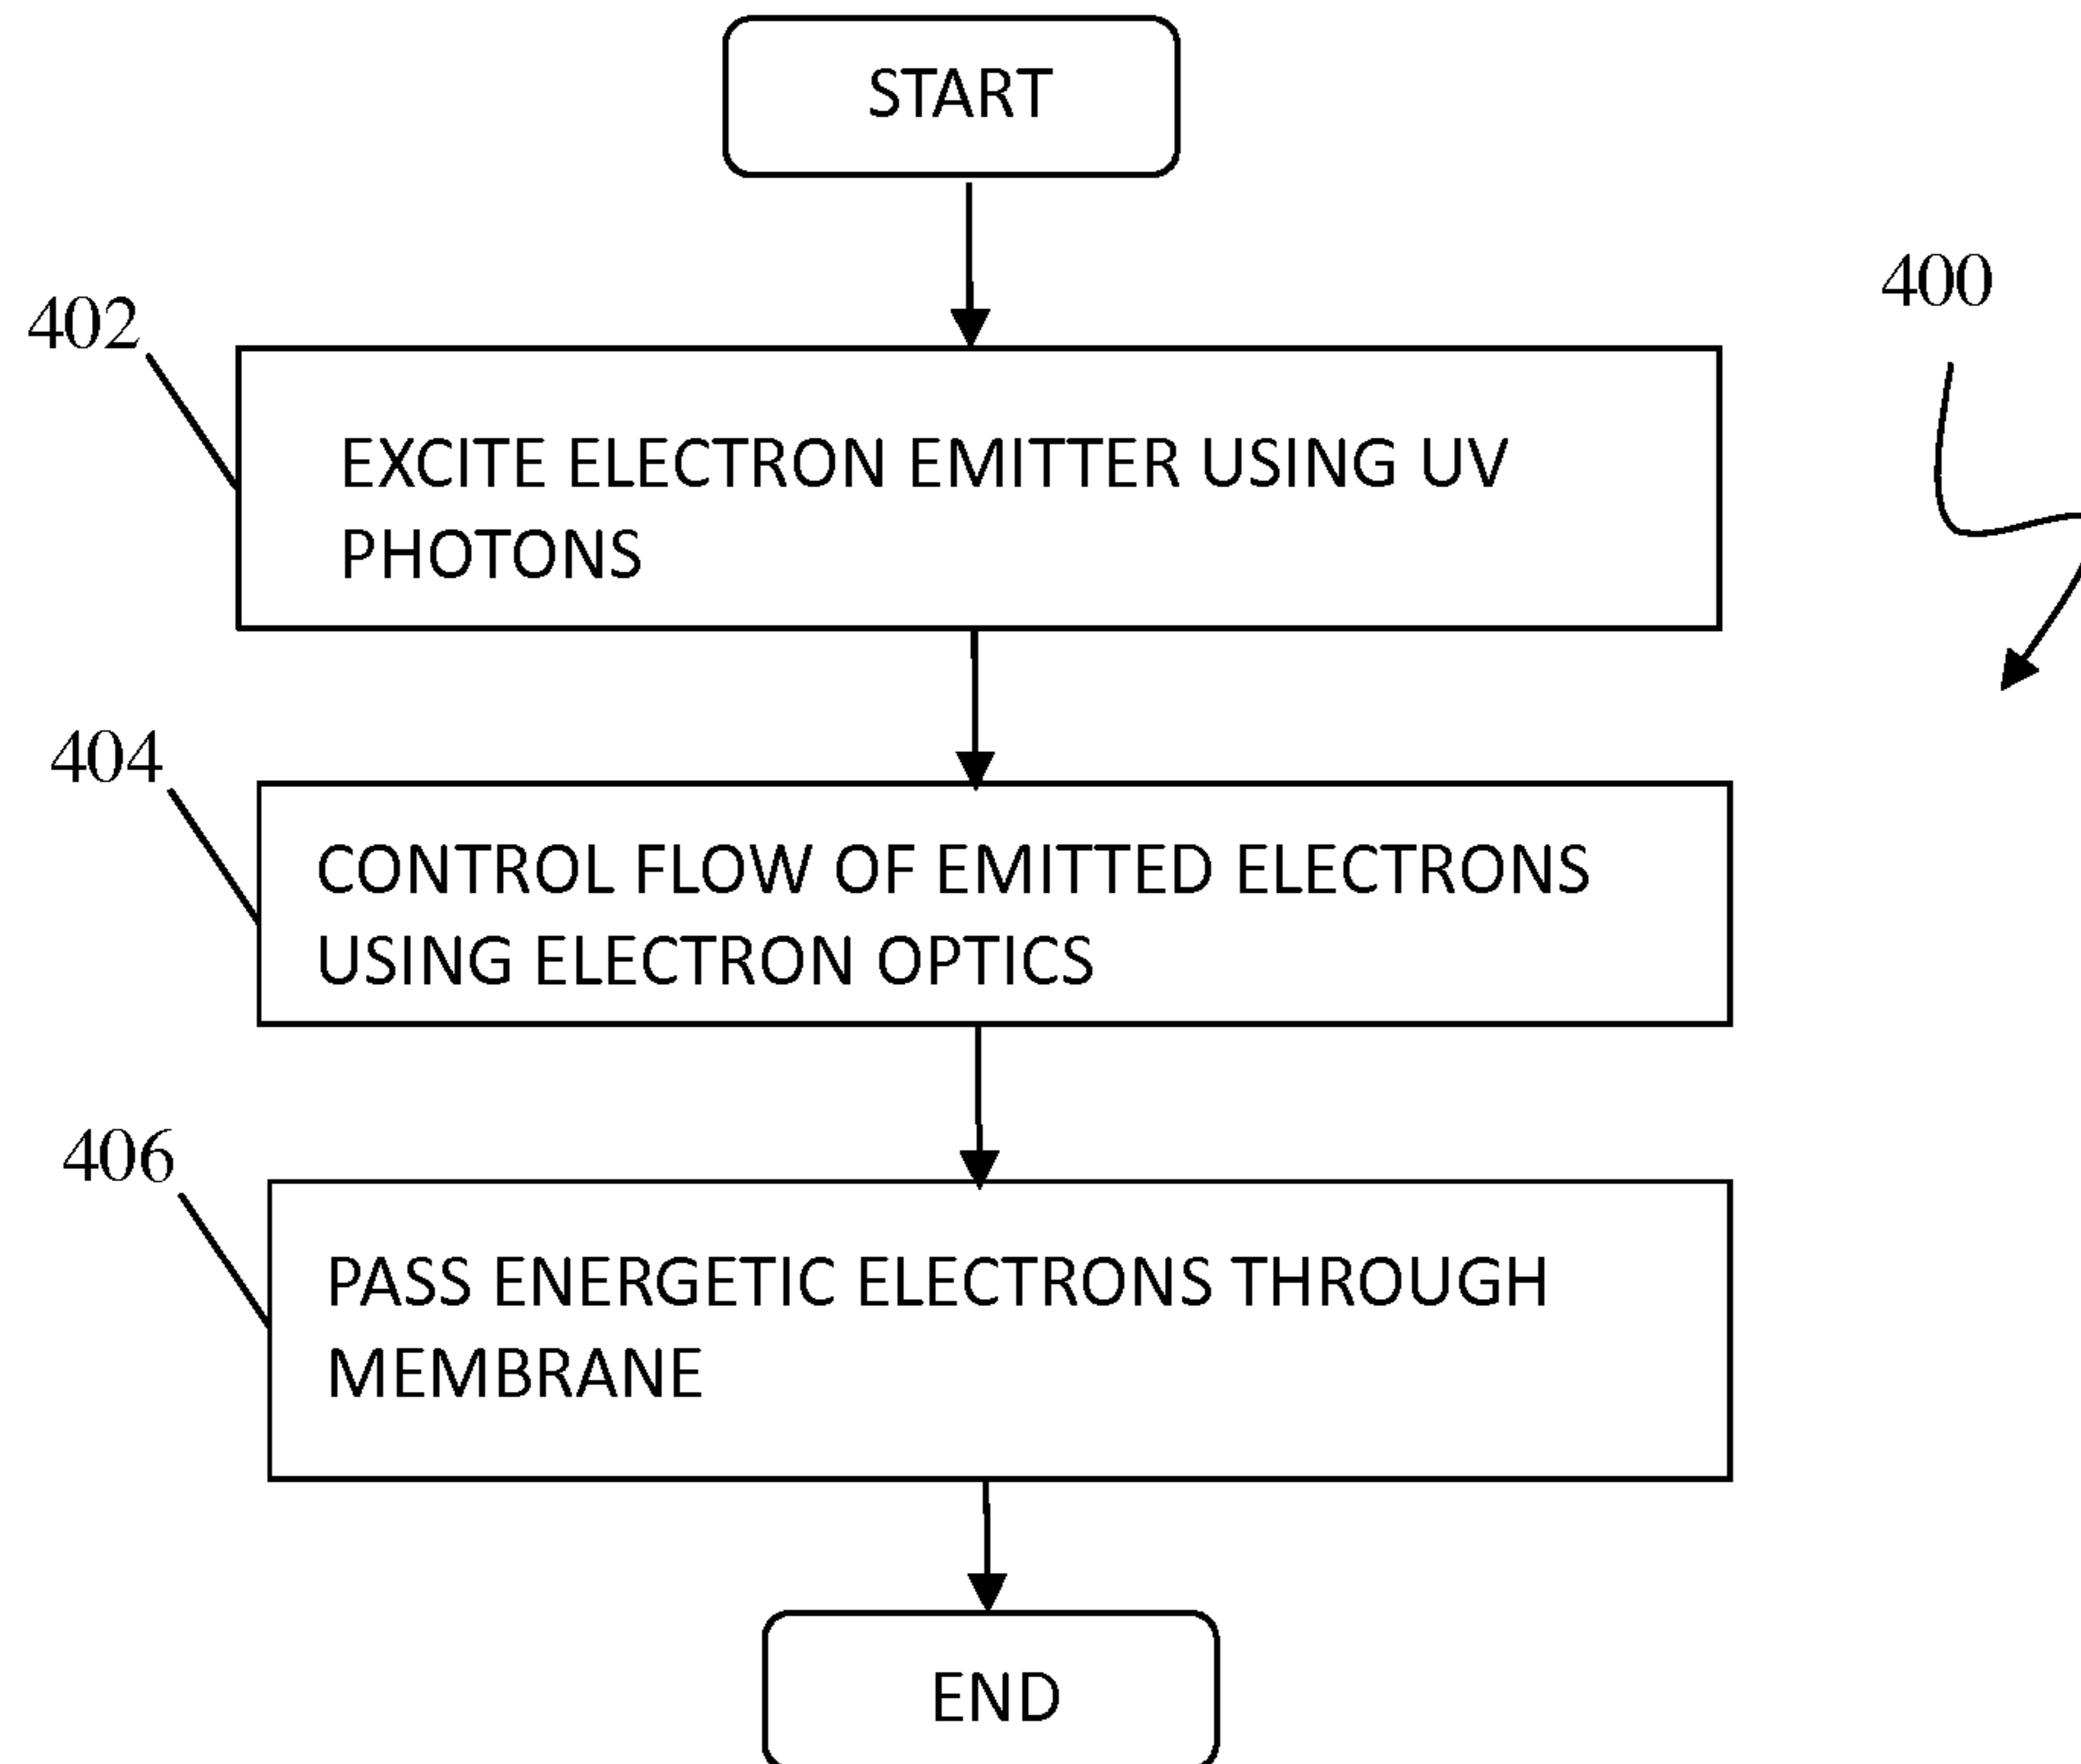 START
400
402
EXCITE ELECTRON EMITTER USING UV
PHOTONS
404
CONTROL FLOW OF EMITTED ELECTRONS
USING ELECTRON OPTICS
406
PASS ENERGETIC ELECTRONS THROUGH
MEMBRANE
END